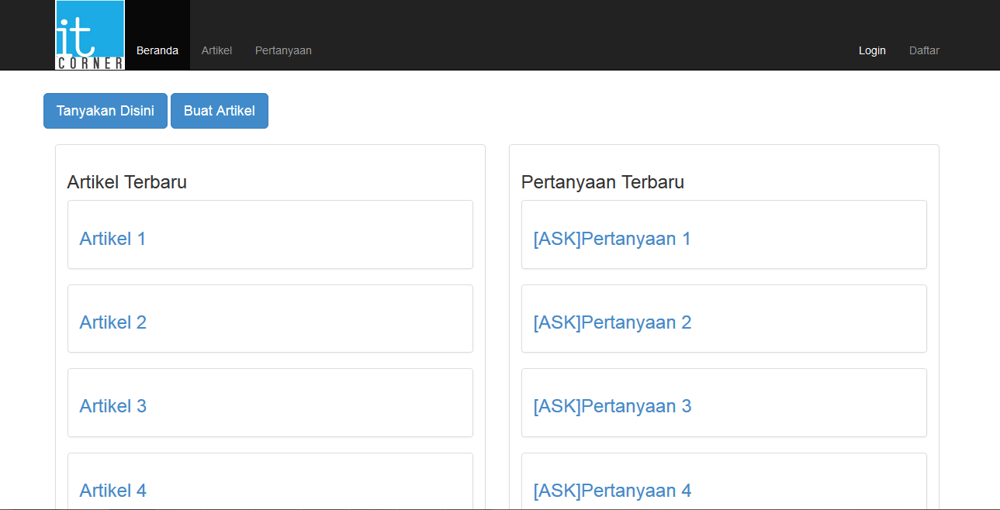 it
CORNER
Beranda Artikel Pertanyaan Login Daftar
Tanyakan Disini Buat Artikel
Artikel Terbaru
Artikel 1
Artikel 2
Artikel 3
Artikel 4
Pertanyaan Terbaru
[ASK]Pertanyaan 1
[ASK]Pertanyaan 2
[ASK]Pertanyaan 3
[ASK]Pertanyaan 4